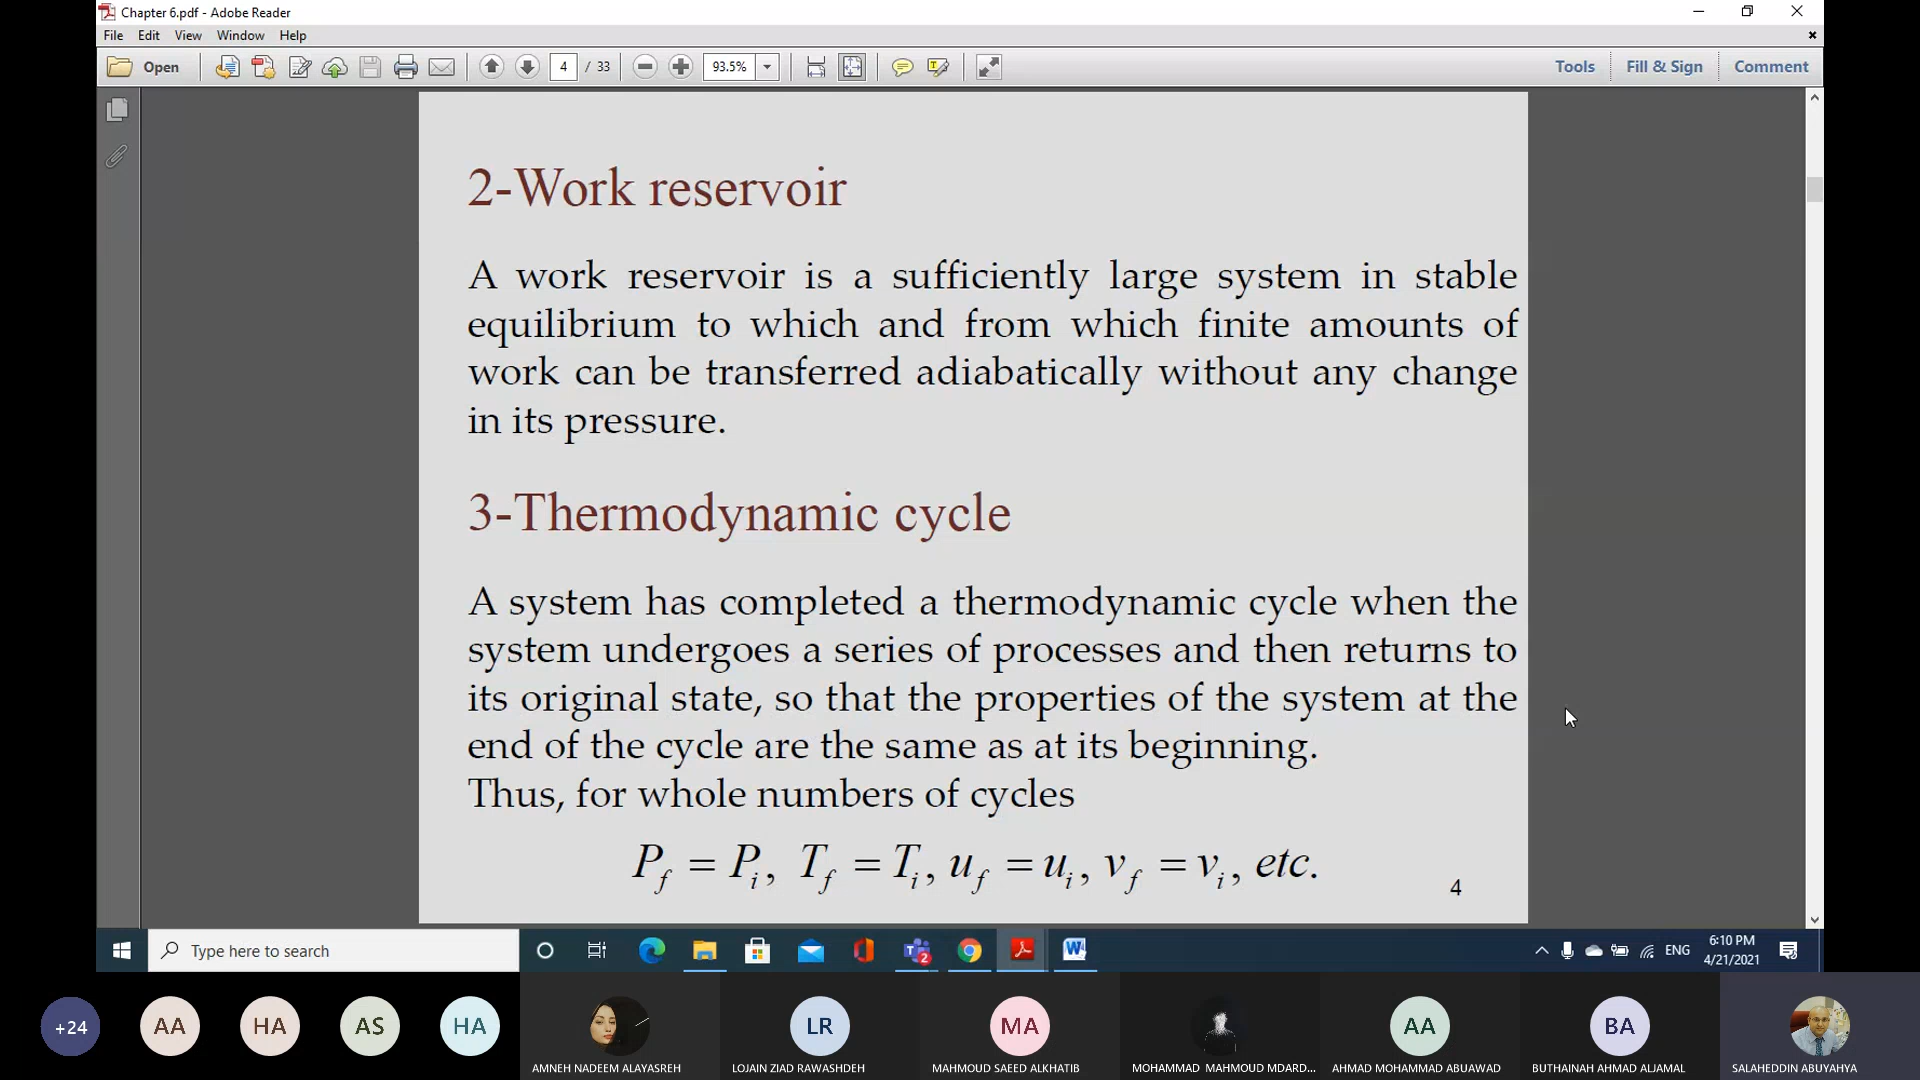 Chapter 6.pdf - Adobe Reader
File Edit View Window Help
Open 4 / 33 93.5% Tools Fill & Sign Comment
2-Work reservoir
A work reservoir is a sufficiently large system in stable
equilibrium to which and from which finite amounts of
work can be transferred adiabatically without any change
in its pressure.
3-Thermodynamic cycle
A system has completed a thermodynamic cycle when the
system undergoes a series of processes and then returns to
its original state, so that the properties of the system at the
end of the cycle are the same as at its beginning.
Thus, for whole numbers of cycles
P_f = P_i, T_f = T_i, u_f = u_i, v_f = v_i, etc.
4
Type here to search
2
W
ENG
6:10 PM
4/21/2021
+24 AA HA AS HA LR MA AA BA
AMNEH NADEEM ALAYASREH LOJAIN ZIAD RAWASHDEH MAHMOUD SAEED ALKHATIB MOHAMMAD MAHMOUD MDARD... AHMAD MOHAMMAD ABUAWAD BUTHAINAH AHMAD ALJAMAL SALAHEDDIN ABUYAHYA